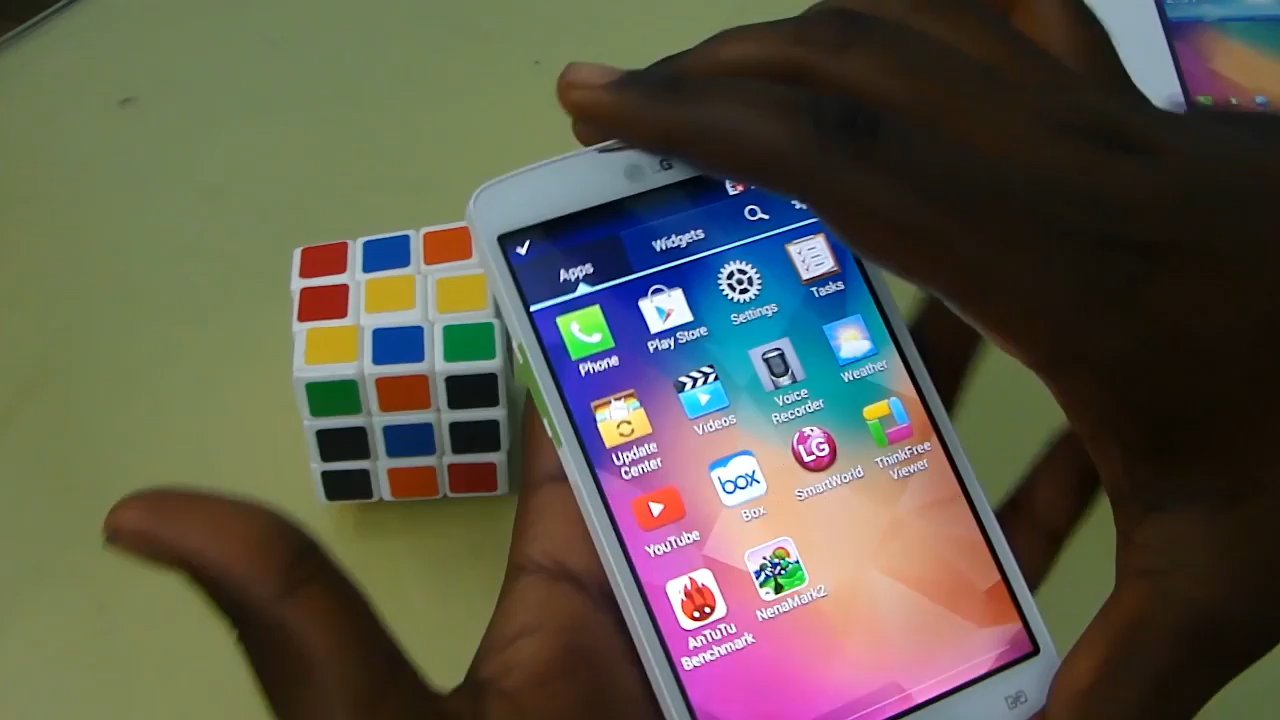 LG
Apps
Widgets
Phone
Play Store
Settings
Tasks
Update
Center
Videos
Voice
Recorder
Weather
YouTube
box
Box
LG
SmartWorld
ThinkFree
Viewer
AnTuTu
Benchmark
NenaMark2